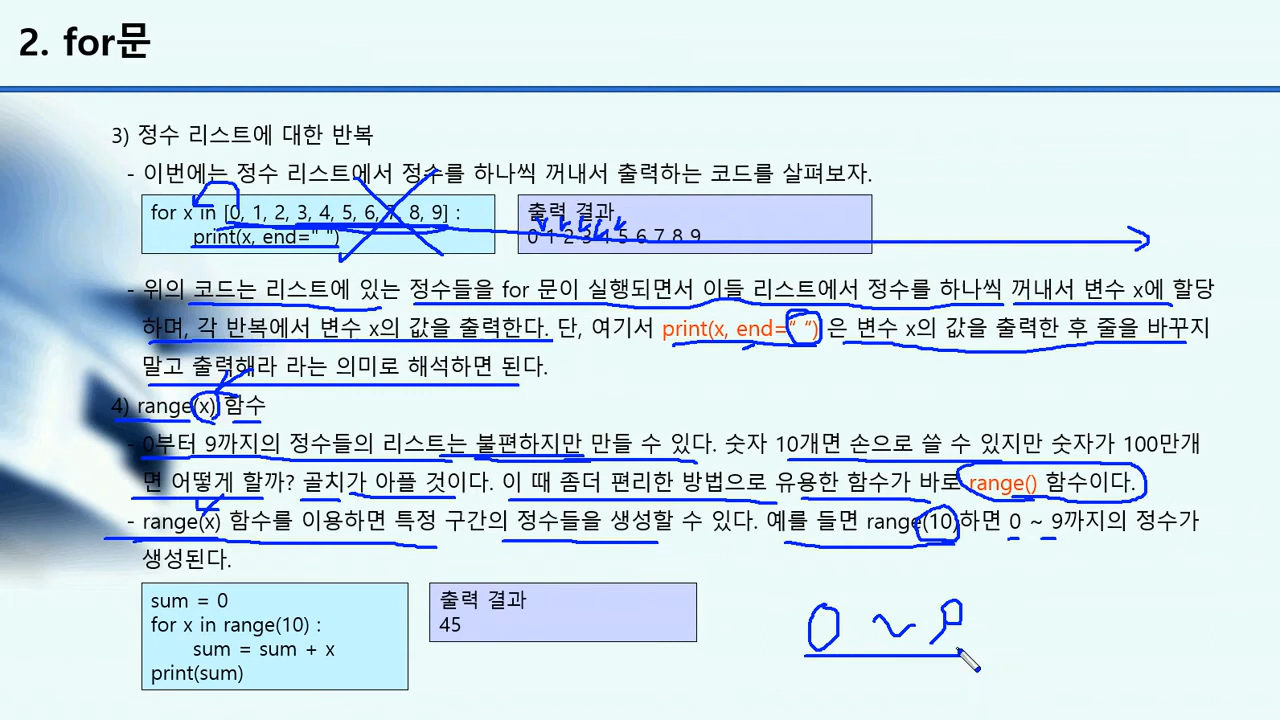 2. for문
3) 정수 리스트에 대한 반복
- 이번에는 정수 리스트에서 정수를 하나씩 꺼내서 출력하는 코드를 살펴보자.
for x in [0, 1, 2, 3, 4, 5, 6, 7, 8, 9] :
print(x, end=" ")
출력 결과
0 1 2 3 4 5 6 7 8 9
- 위의 코드는 리스트에 있는 정수들을 for 문이 실행되면서 이들 리스트에서 정수를 하나씩 꺼내서 변수 x에 할당
하며, 각 반복에서 변수 x의 값을 출력한다. 단, 여기서 print(x, end=" “) 은 변수 x의 값을 출력한 후 줄을 바꾸지
말고 출력해라 라는 의미로 해석하면 된다.
4) range(x) 함수
- 0부터 9까지의 정수들의 리스트는 불편하지만 만들 수 있다. 숫자 10개면 손으로 쓸 수 있지만 숫자가 100만개
면 어떻게 할까? 골치가 아플 것이다. 이 때 좀더 편리한 방법으로 유용한 함수가 바로 range() 함수이다.
- range(x) 함수를 이용하면 특정 구간의 정수들을 생성할 수 있다. 예를 들면 range(10)하면 0 ~ 9까지의 정수가
생성된다.
sum = 0
for x in range(10) :
sum = sum + x
print(sum)
출력 결과
45
0 ~ 9